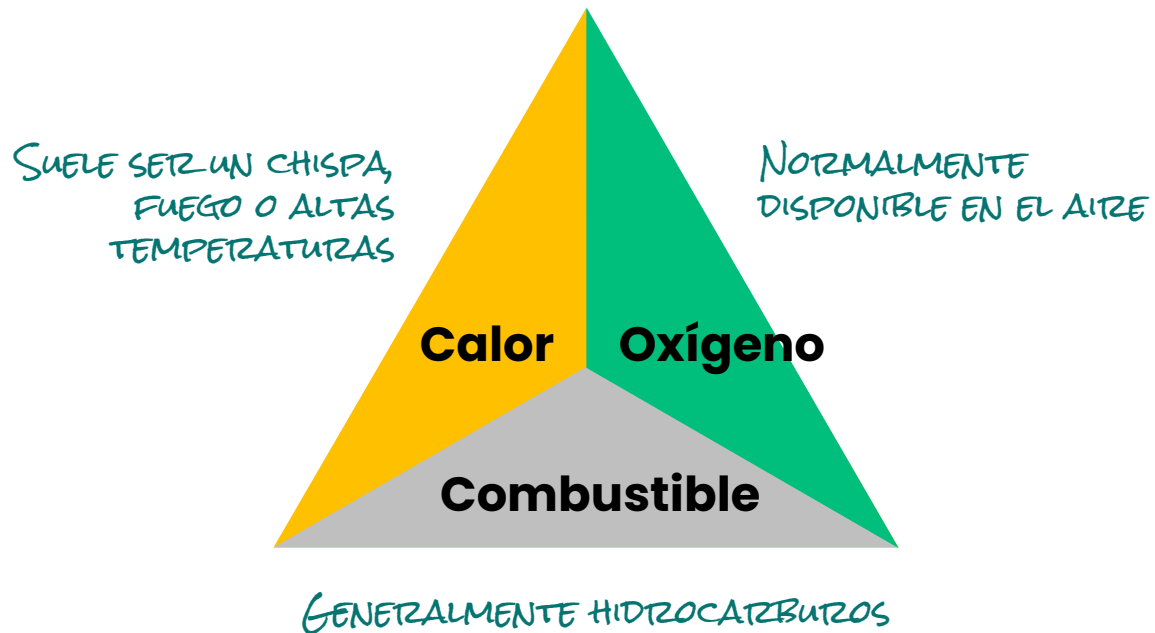 Suele ser un chispa,
fuego o altas
temperaturas
Normalmente
disponible en el aire
Calor
Oxígeno
Combustible
Generalmente hidrocarburos